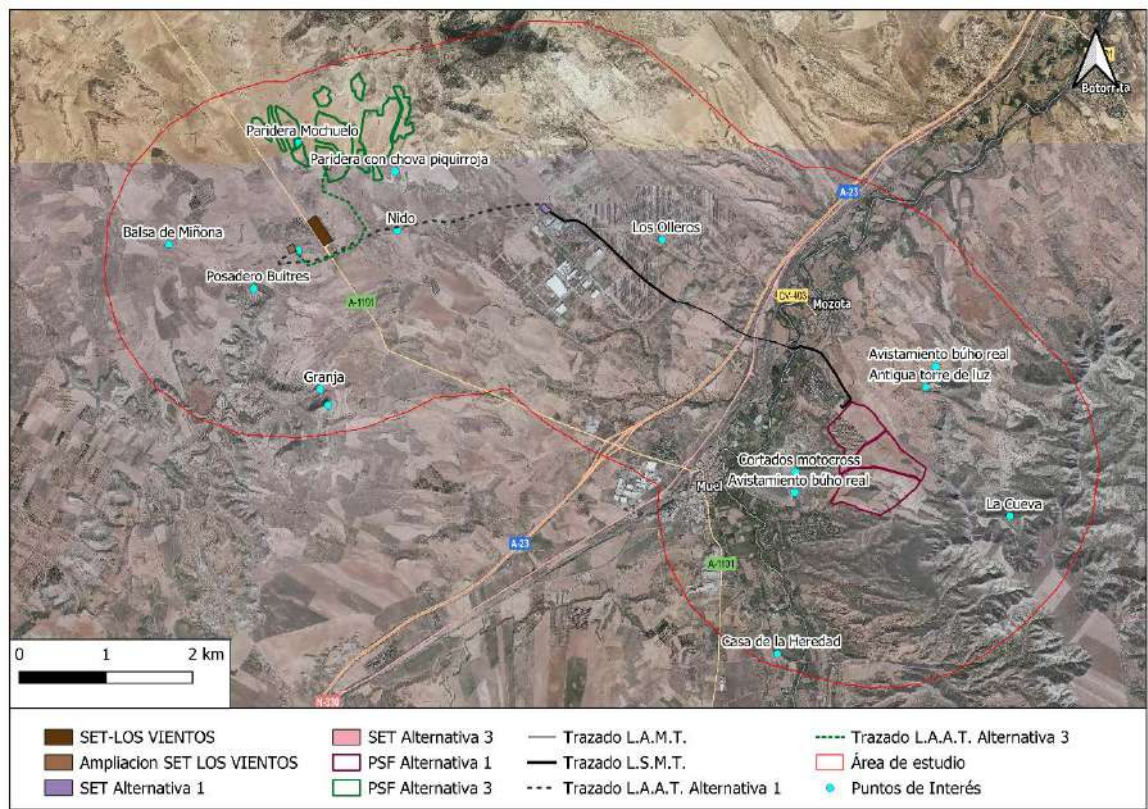 Botorrita
Paridera Mochuelo
Paridera con chova piquirroja
A-23
Nido
Los Olleros
Balsa de Miñona
Posadero Buitres
A-1101
CV-403
Mozota
Avistamiento búho real
Antigua torre de luz
Granja
Cortados motocross
Muel
Avistamiento búho real
La Cueva
A-23
A-1101
Casa de la Heredad
0 1 2 km
N-330
SET-LOS VIENTOS
SET Alternativa 3
Trazado L.A.M.T.
Trazado L.A.A.T. Alternativa 3
Ampliacion SET LOS VIENTOS
PSF Alternativa 1
Trazado L.S.M.T.
Área de estudio
SET Alternativa 1
PSF Alternativa 3
Trazado L.A.A.T. Alternativa 1
Puntos de Interés